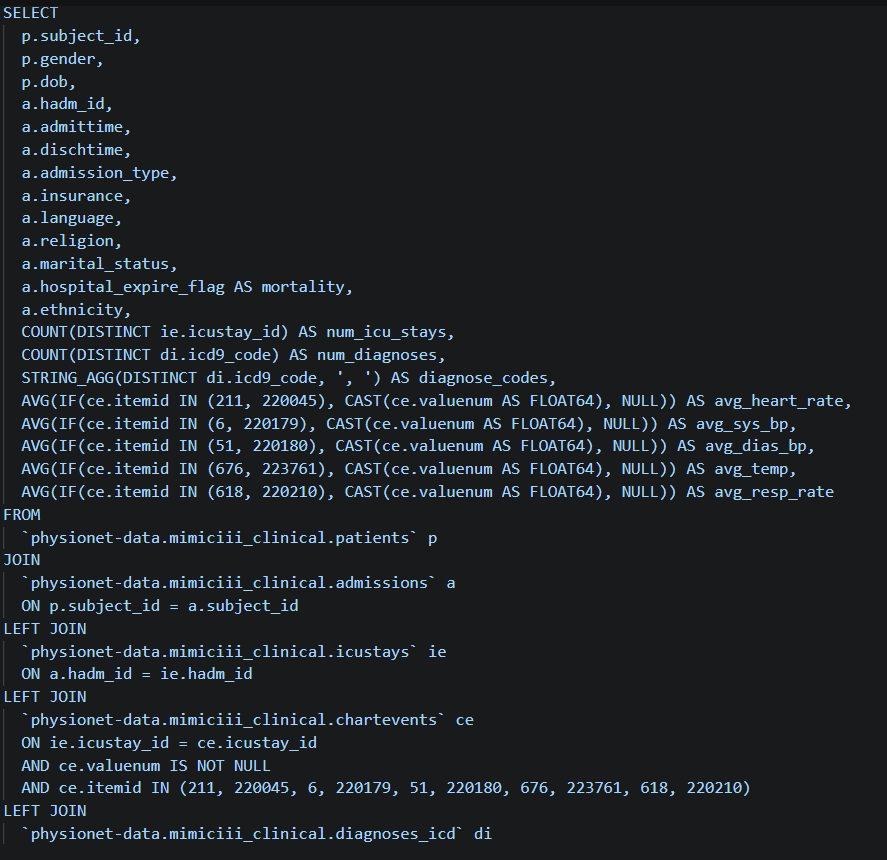 SELECT
p.subject_id,
p.gender,
p.dob,
a.hadm_id,
a.admittime,
a.dischtime,
a.admission_type,
a.insurance,
a.language,
a.religion,
a.marital_status,
a.hospital_expire_flag AS mortality,
a.ethnicity,
COUNT(DISTINCT ie.icustay_id) AS num_icu_stays,
COUNT(DISTINCT di.icd9_code) AS num_diagnoses,
STRING_AGG(DISTINCT di.icd9_code, ', ') AS diagnose_codes,
AVG(IF(ce.itemid IN (211, 220045), CAST(ce.valuenum AS FLOAT64), NULL)) AS avg_heart_rate,
AVG(IF(ce.itemid IN (6, 220179), CAST(ce.valuenum AS FLOAT64), NULL)) AS avg_sys_bp,
AVG(IF(ce.itemid IN (51, 220180), CAST(ce.valuenum AS FLOAT64), NULL)) AS avg_dias_bp,
AVG(IF(ce.itemid IN (676, 223761), CAST(ce.valuenum AS FLOAT64), NULL)) AS avg_temp,
AVG(IF(ce.itemid IN (618, 220210), CAST(ce.valuenum AS FLOAT64), NULL)) AS avg_resp_rate
FROM
`physionet-data.mimiciii_clinical.patients` p
JOIN
`physionet-data.mimiciii_clinical.admissions` a
ON p.subject_id = a.subject_id
LEFT JOIN
`physionet-data.mimiciii_clinical.icustays` ie
ON a.hadm_id = ie.hadm_id
LEFT JOIN
`physionet-data.mimiciii_clinical.chartevents` ce
ON ie.icustay_id = ce.icustay_id
AND ce.valuenum IS NOT NULL
AND ce.itemid IN (211, 220045, 6, 220179, 51, 220180, 676, 223761, 618, 220210)
LEFT JOIN
`physionet-data.mimiciii_clinical.diagnoses_icd` di